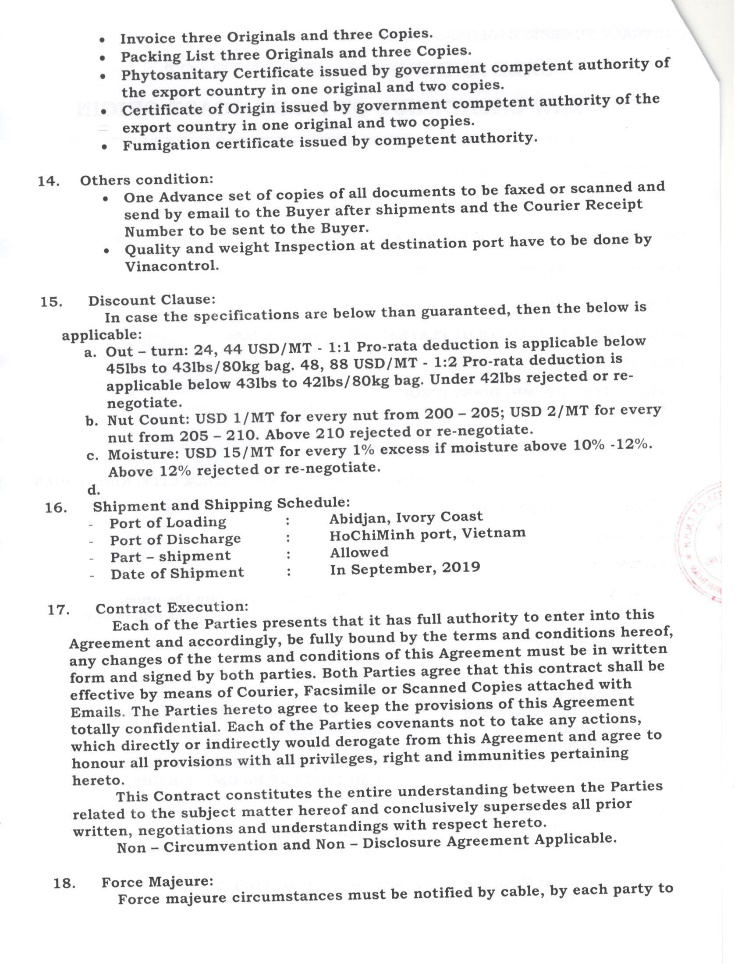 • Invoice three Originals and three Copies.
• Packing List three Originals and three Copies.
• Phytosanitary Certificate issued by government competent authority of
the export country in one original and two copies.
• Certificate of Origin issued by government competent authority of the
export country in one original and two copies.
• Fumigation certificate issued by competent authority.
14. Others condition:
• One Advance set of copies of all documents to be faxed or scanned and
send by email to the Buyer after shipments and the Courier Receipt
Number to be sent to the Buyer.
• Quality and weight Inspection at destination port have to be done by
Vinacontrol.
15. Discount Clause:
In case the specifications are below than guaranteed, then the below is
applicable:
a. Out – turn: 24, 44 USD/MT - 1:1 Pro-rata deduction is applicable below
45lbs to 43lbs/80kg bag. 48, 88 USD/MT - 1:2 Pro-rata deduction is
applicable below 43lbs to 42lbs/80kg bag. Under 42lbs rejected or re-
negotiate.
b. Nut Count: USD 1/MT for every nut from 200 – 205; USD 2/MT for every
nut from 205 – 210. Above 210 rejected or re-negotiate.
c. Moisture: USD 15/MT for every 1% excess if moisture above 10% -12%.
Above 12% rejected or re-negotiate.
d.
16. Shipment and Shipping Schedule:
- Port of Loading : Abidjan, Ivory Coast
- Port of Discharge : HoChiMinh port, Vietnam
- Part – shipment : Allowed
- Date of Shipment : In September, 2019
17. Contract Execution:
Each of the Parties presents that it has full authority to enter into this
Agreement and accordingly, be fully bound by the terms and conditions hereof,
any changes of the terms and conditions of this Agreement must be in written
form and signed by both parties. Both Parties agree that this contract shall be
effective by means of Courier, Facsimile or Scanned Copies attached with
Emails. The Parties hereto agree to keep the provisions of this Agreement
totally confidential. Each of the Parties covenants not to take any actions,
which directly or indirectly would derogate from this Agreement and agree to
honour all provisions with all privileges, right and immunities pertaining
hereto.
This Contract constitutes the entire understanding between the Parties
related to the subject matter hereof and conclusively supersedes all prior
written, negotiations and understandings with respect hereto.
Non – Circumvention and Non – Disclosure Agreement Applicable.
18. Force Majeure:
Force majeure circumstances must be notified by cable, by each party to